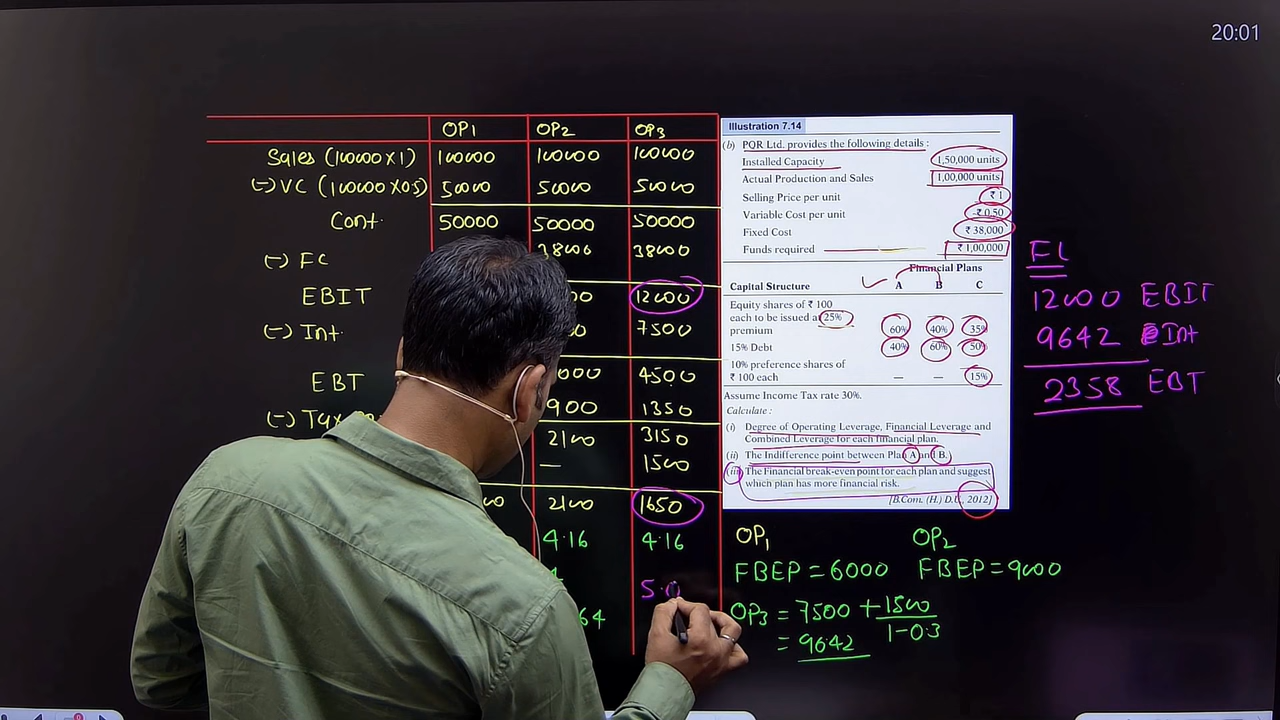 20:01
OP1 OP2 OP3
Sales (100000×1) 100000 100000 100000
(-) VC (100000×0.5) 50000 50000 50000
Cont. 50000 50000 50000
(-) FC 38000 38000
EBIT 12000
(-) Int. 7500
EBT 4500
(-) Tax 900 1350
2100 3150
— 1500
2100 1650
4.16 4.16
5.0
64
Illustration 7.14
(b) PQR Ltd. provides the following details :
Installed Capacity 1,50,000 units
Actual Production and Sales 1,00,000 units
Selling Price per unit ₹ 1
Variable Cost per unit ₹ 0.50
Fixed Cost ₹ 38,000
Funds required ₹ 1,00,000
Financial Plans
Capital Structure A B C
Equity shares of ₹ 100
each to be issued at 25%
premium 60% 40% 35%
15% Debt 40% 60% 50%
10% preference shares of
₹ 100 each — — 15%
Assume Income Tax rate 30%.
Calculate :
(i) Degree of Operating Leverage, Financial Leverage and
Combined Leverage for each financial plan.
(ii) The Indifference point between Plan A and B.
(iii) The Financial break-even point for each plan and suggest
which plan has more financial risk.
[B.Com. (H.) D.U., 2012]
FL
12000 EBIT
9642 Int
2358 EBT
OP1 OP2
FBEP = 6000 FBEP = 9000
OP3 = 7500 + 1500
1-0.3
= 9642